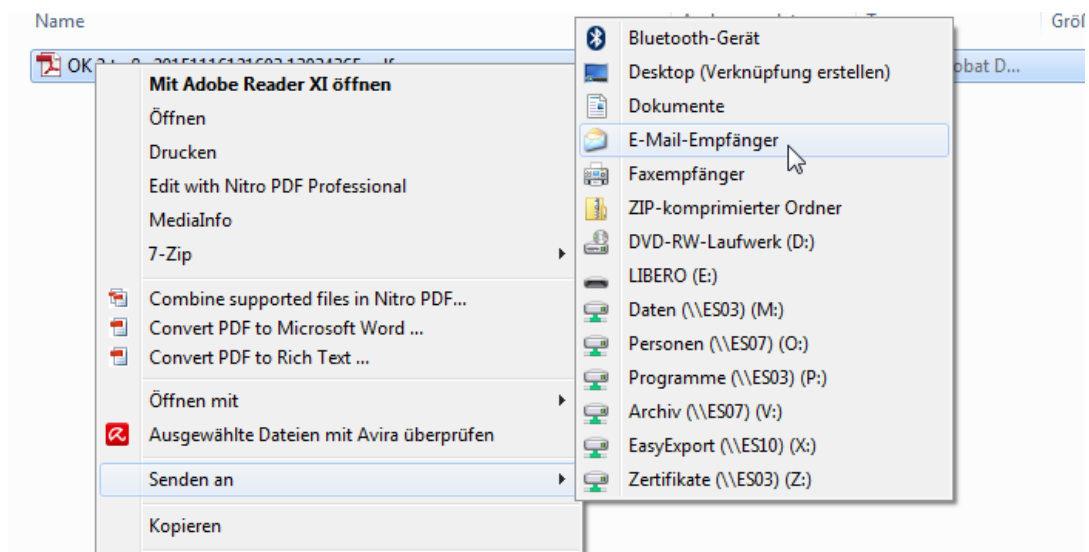 Name
Größ
OK
obat D...
Mit Adobe Reader XI öffnen
Öffnen
Drucken
Edit with Nitro PDF Professional
MediaInfo
7-Zip
Combine supported files in Nitro PDF...
Convert PDF to Microsoft Word ...
Convert PDF to Rich Text ...
Öffnen mit
Ausgewählte Dateien mit Avira überprüfen
Senden an
Kopieren
Bluetooth-Gerät
Desktop (Verknüpfung erstellen)
Dokumente
E-Mail-Empfänger
Faxempfänger
ZIP-komprimierter Ordner
DVD-RW-Laufwerk (D:)
LIBERO (E:)
Daten (\\ES03) (M:)
Personen (\\ES07) (O:)
Programme (\\ES03) (P:)
Archiv (\\ES07) (V:)
EasyExport (\\ES10) (X:)
Zertifikate (\\ES03) (Z:)